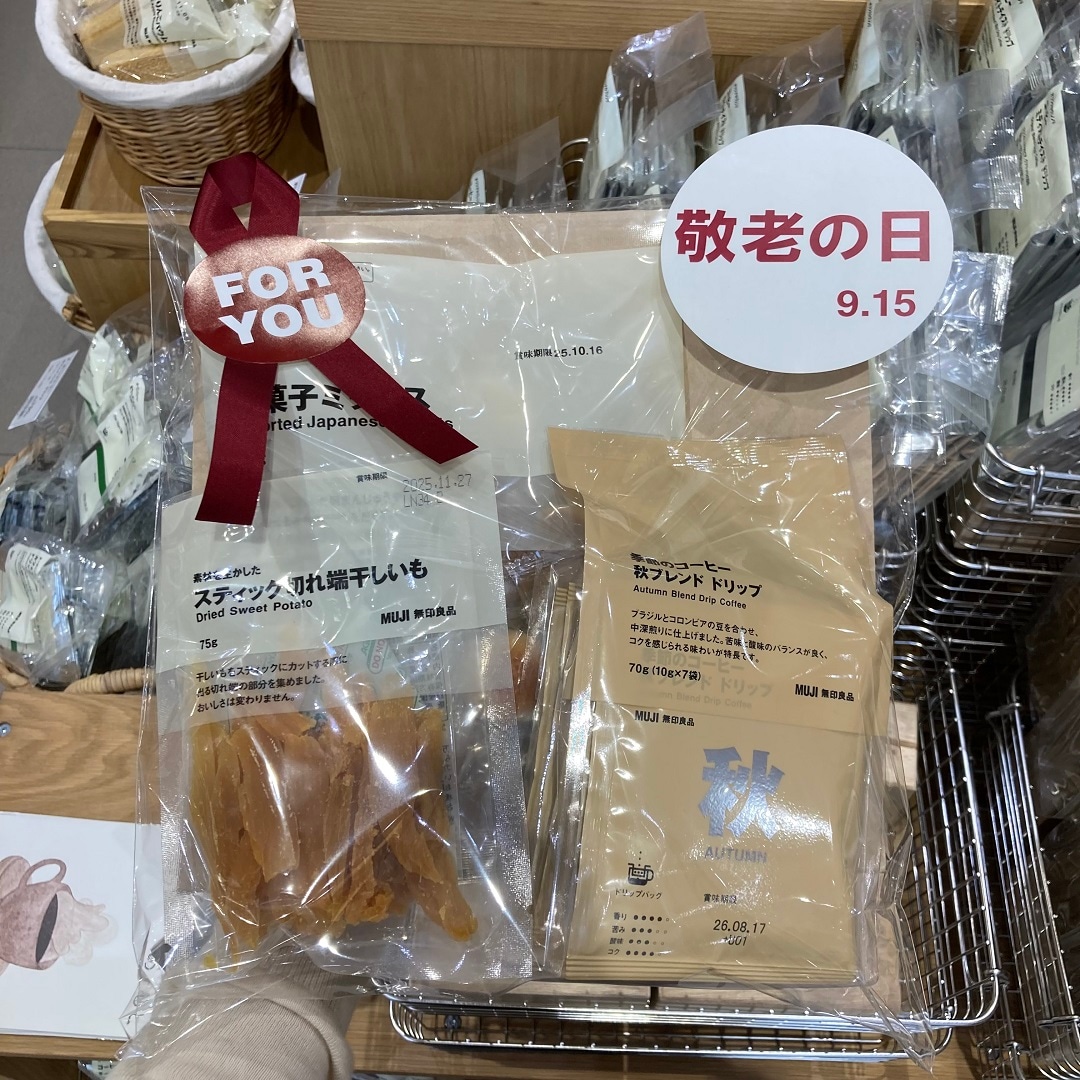 敬老の日
9.15
FOR
YOU
賞味期限25.10.16
菓子ミ
Japanese
賞味期限
2025.11.27
素材を生かした
スティック切れ端干しいも
Dried Sweet Potato
MUJI 無印良品
75g
干しいもをスティックにカットする際に
出る切れ端の部分を集めました。
おいしさは変わりません。
季節のコーヒー
秋ブレンド ドリップ
Autumn Blend Drip Coffee
ブラジルとコロンビアの豆を合わせ、
中深煎りに仕上げました。苦味と酸味のバランスが良く、
コクを感じられる味わいが特長です。
70g (10g×7袋)
MUJI 無印良品
ドリップ
Blend Drip Coffee
MUJI 無印良品
秋
AUTUMN
ドリップバッグ
香り
苦み
酸味
コク
賞味期限
26.08.17
+U01